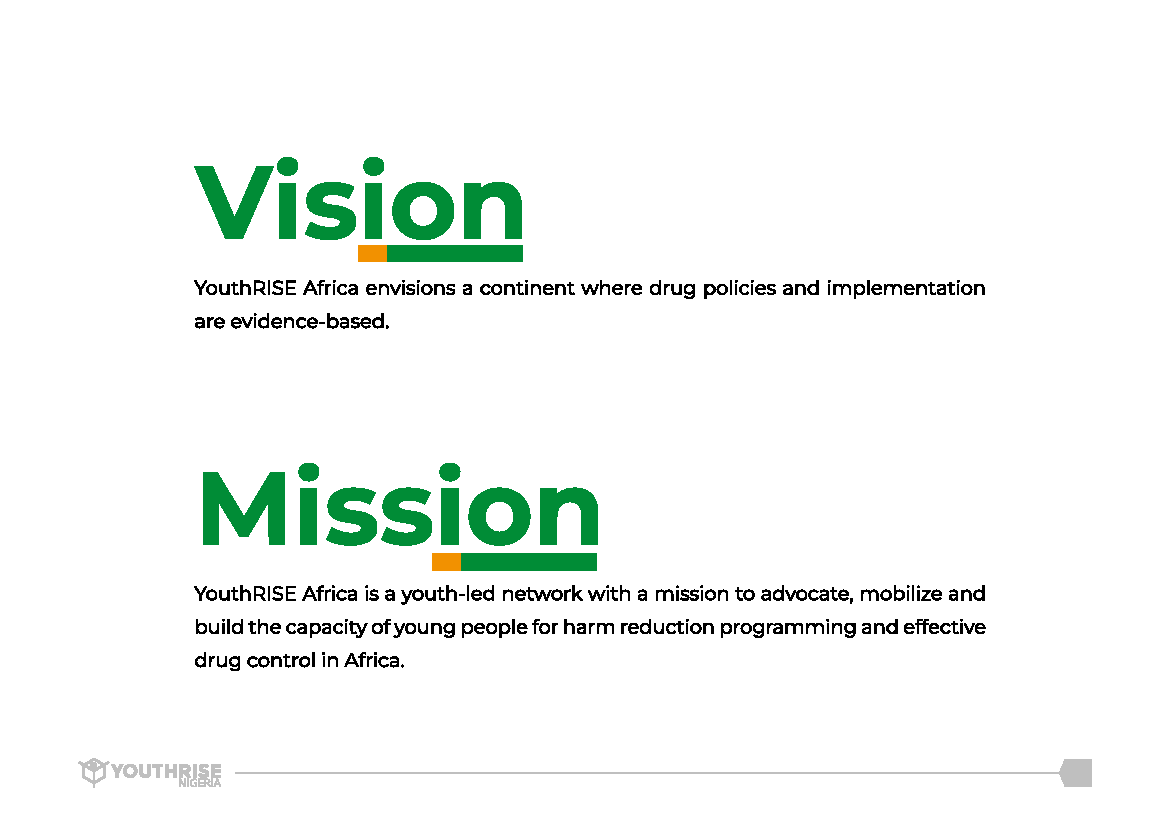 Vision
YouthRISE Africa envisions a continent where drug policies and implementation
are evidence-based.
Mission
YouthRISE Africa is a youth-led network with a mission to advocate, mobilize and
build the capacity of young people for harm reduction programming and effective
drug control in Africa.
YOUTHRISE
NIGERIA